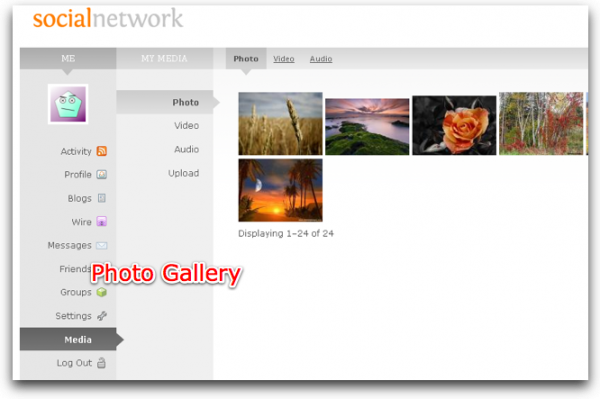 socialnetwork
ME
MY MEDIA
Photo Video Audio
Photo
Video
Audio
Upload
Activity
Profile
Blogs
Wire
Messages
Friends
Groups
Settings
Media
Log Out
Displaying 1–24 of 24
Photo Gallery